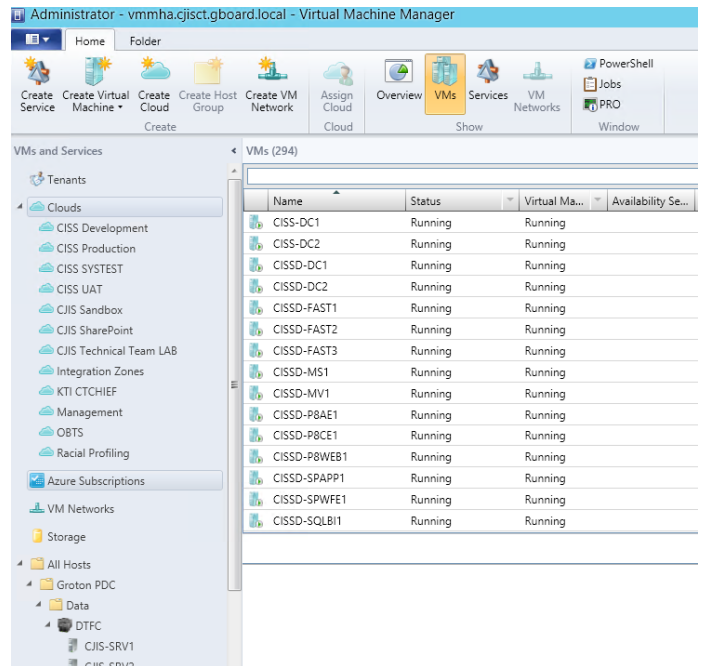 Administrator - vmmha.cjisct.gboard.local - Virtual Machine Manager
Home Folder
Create Service
Create Virtual Machine
Create Cloud
Create Host Group
Create VM Network
Assign Cloud
Overview
VMs
Services
VM Networks
PowerShell
Jobs
PRO
Create Cloud Show Window
VMs and Services
Tenants
Clouds
CISS Development
CISS Production
CISS SYSTEST
CISS UAT
CJIS Sandbox
CJIS SharePoint
CJIS Technical Team LAB
Integration Zones
KTI CTCHIEF
Management
OBTS
Racial Profiling
Azure Subscriptions
VM Networks
Storage
All Hosts
Groton PDC
Data
DTFC
CJIS-SRV1
CJIS-SRV2
VMs (294)
Name Status Virtual Ma... Availability Se...
CISS-DC1 Running Running
CISS-DC2 Running Running
CISSD-DC1 Running Running
CISSD-DC2 Running Running
CISSD-FAST1 Running Running
CISSD-FAST2 Running Running
CISSD-FAST3 Running Running
CISSD-MS1 Running Running
CISSD-MV1 Running Running
CISSD-P8AE1 Running Running
CISSD-P8CE1 Running Running
CISSD-P8WEB1 Running Running
CISSD-SPAPP1 Running Running
CISSD-SPWFE1 Running Running
CISSD-SQLBI1 Running Running